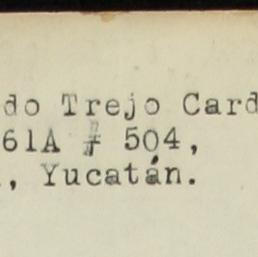 do Trejo Card
61A # 504,
., Yucatán.